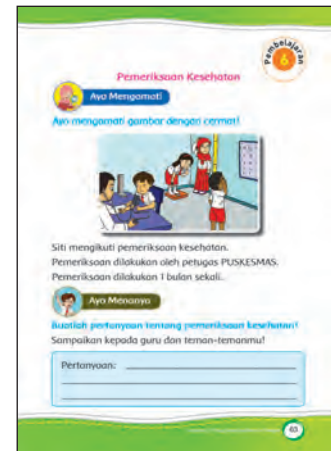 Pembelajaran
6
Pemeriksaan Kesehatan
Ayo Mengamati
Ayo mengamati gambar dengan cermat!
Siti mengikuti pemeriksaan kesehatan.
Pemeriksaan dilakukan oleh petugas PUSKESMAS.
Pemeriksaan dilakukan 1 bulan sekali.
Ayo Menanya
Buatlah pertanyaan tentang pemeriksaan kesehatan!
Sampaikan kepada guru dan teman-temanmu!
Pertanyaan:
63